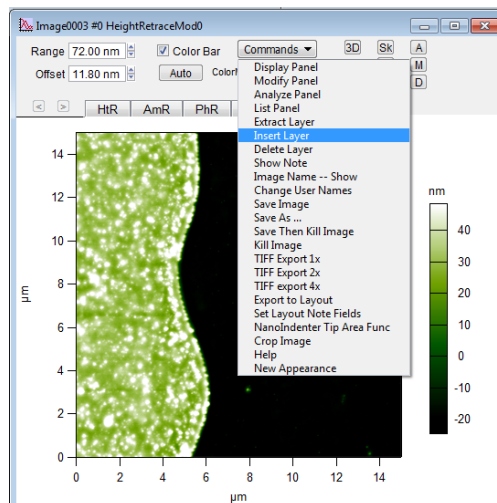 Image0003 #0 HeightRetraceMod0
Range 72.00 nm Color Bar Commands 3D Sk A
Offset 11.80 nm Auto M
D
< > HtR AmR PhR
Display Panel
Modify Panel
Analyze Panel
List Panel
Extract Layer
Insert Layer
Delete Layer
Show Note
Image Name -- Show
Change User Names
Save Image
Save As ...
Save Then Kill Image
Kill Image
TIFF Export 1x
TIFF Export 2x
TIFF export 4x
Export to Layout
Set Layout Note Fields
NanoIndenter Tip Area Func
Crop Image
Help
New Appearance
14
12
10
8
6
4
2
0
µm
0 2 4 6 8 10 12 14
µm
nm
40
30
20
10
0
-10
-20